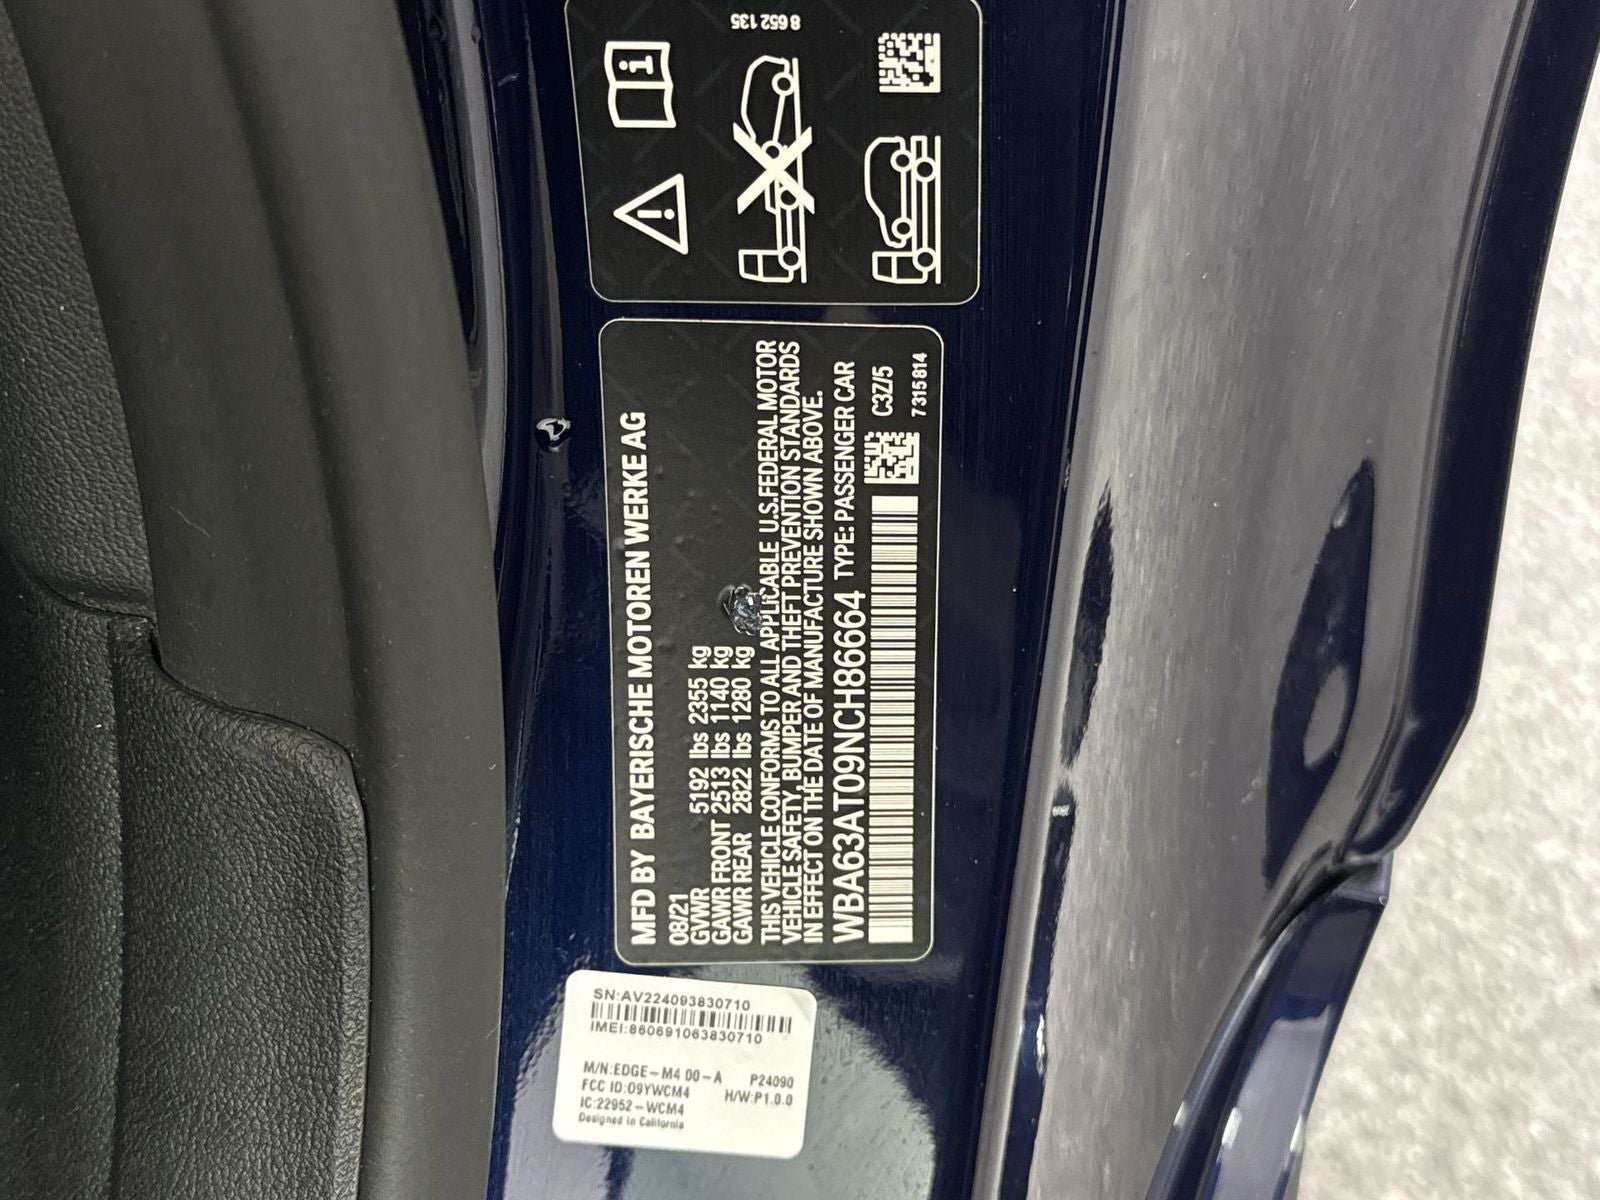 8 652 135
MFD BY BAYERISCHE MOTOREN WERKE AG
08/21
GVWR 5192 lbs 2355 kg
GAWR FRONT 2513 lbs 1140 kg
GAWR REAR 2822 lbs 1280 kg
THIS VEHICLE CONFORMS TO ALL APPLICABLE U.S.FEDERAL MOTOR
VEHICLE SAFETY, BUMPER AND THEFT PREVENTION STANDARDS
IN EFFECT ON THE DATE OF MANUFACTURE SHOWN ABOVE.
WBA63AT09NCH86664 TYPE: PASSENGER CAR
C3Z/5
7315814
SN:AV224093830710
IMEI:860691063830710
M/N:EDGE-M4 00-A P24090
FCC ID:O9YWCM4 H/W:P1.0.0
IC:22952-WCM4
Designed in California